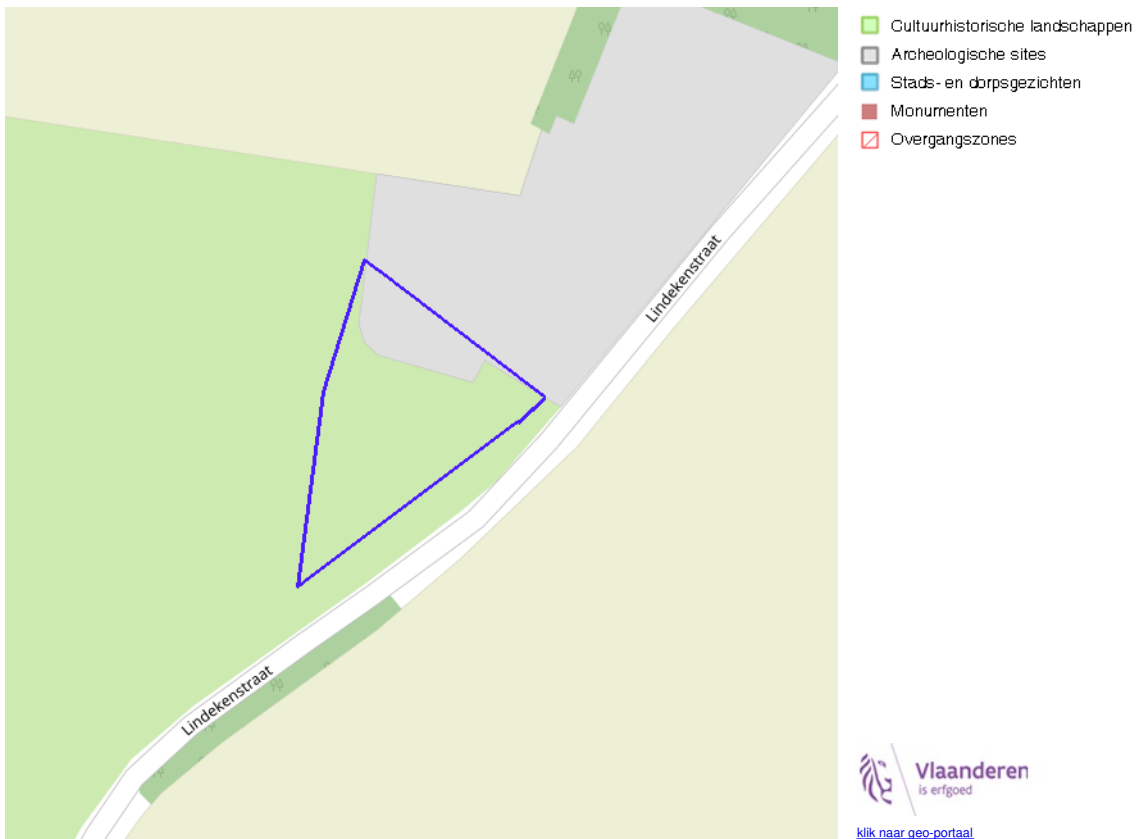 Cultuurhistorische landschappen
Archeologische sites
Stads- en dorpsgezichten
Monumenten
Overgangszones
Lindekenstraat
Lindekenstraat
Vlaanderen
is erfgoed
klik naar geo-portaal